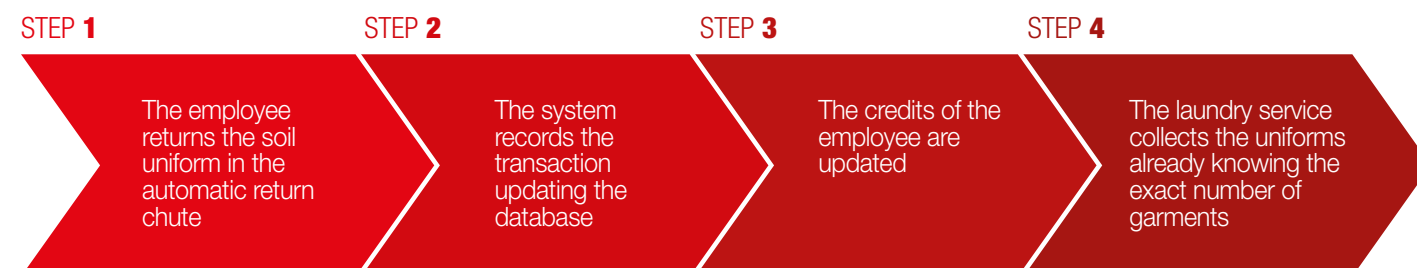 STEP 1
The employee
returns the soil
uniform in the
automatic return
chute
STEP 2
The system
records the
transaction
updating the
database
STEP 3
The credits of the
employee are
updated
STEP 4
The laundry service
collects the uniforms
already knowing the
exact number of
garments